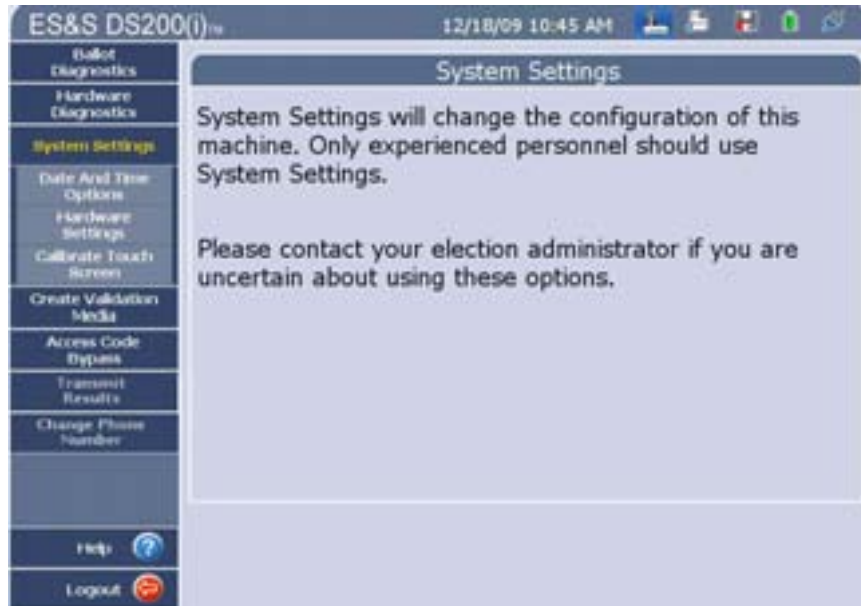 ES&S DS200(i)™
12/18/09 10:45 AM
Ballot
Diagnostics
Hardware
Diagnostics
System Settings
Date And Time
Options
Hardware
Settings
Calibrate Touch
Screen
Create Validation
Media
Access Code
Bypass
Transmit
Results
Change Phone
Number
Help
Logout
System Settings
System Settings will change the configuration of this
machine. Only experienced personnel should use
System Settings.
Please contact your election administrator if you are
uncertain about using these options.